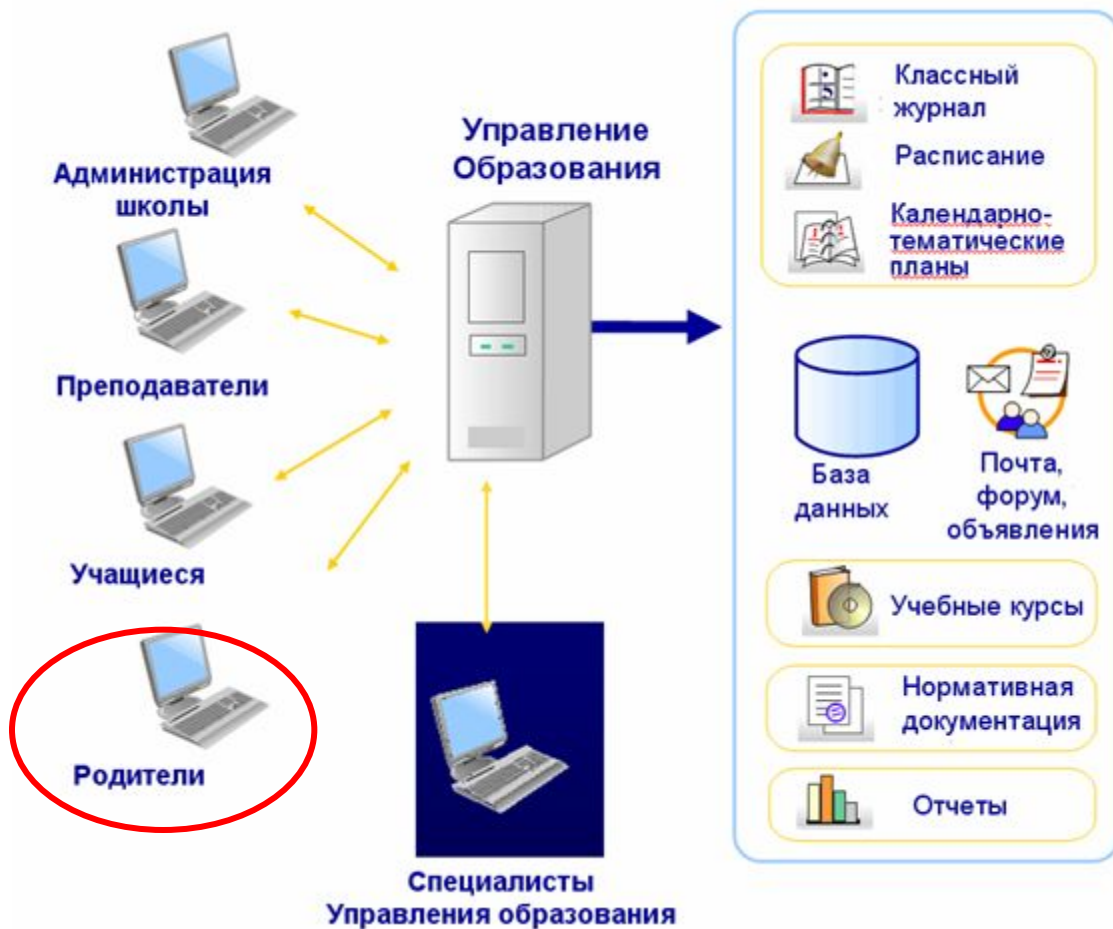 Администрация
школы
Преподаватели
Учащиеся
Родители
Управление
Образования
Специалисты
Управления образования
Классный
журнал
Расписание
Календарно-
тематические
планы
База
данных
Почта,
форум,
объявления
Учебные курсы
Нормативная
документация
Отчеты